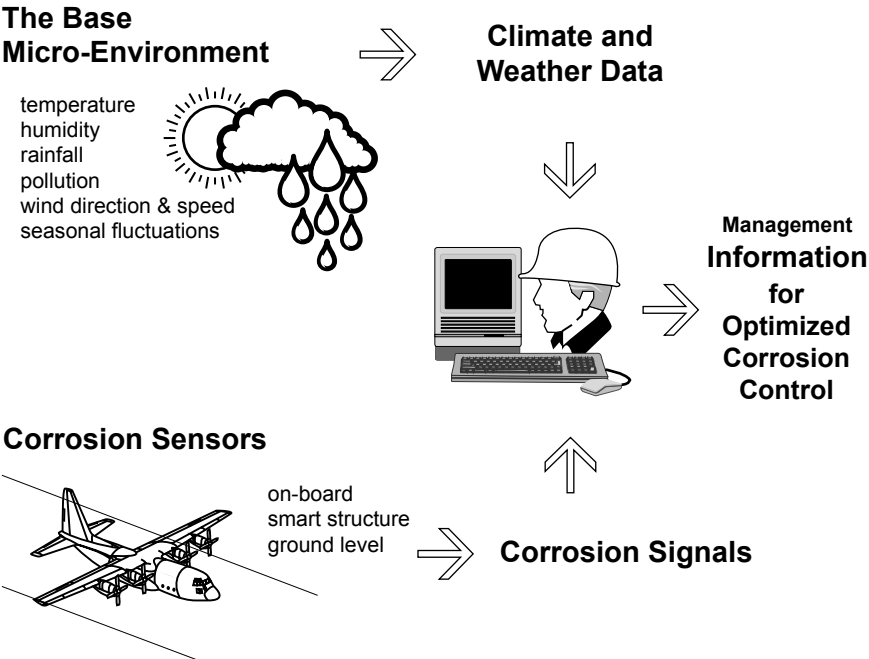 The Base
Micro-Environment
temperature
humidity
rainfall
pollution
wind direction & speed
seasonal fluctuations
Climate and
Weather Data
Management
Information
for
Optimized
Corrosion
Control
Corrosion Sensors
on-board
smart structure
ground level
Corrosion Signals